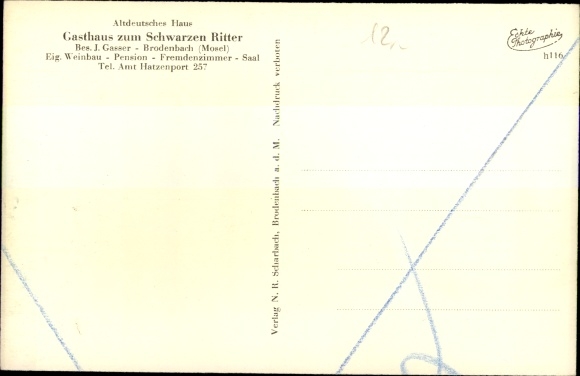 Altdeutsches Haus
Gasthaus zum Schwarzen Ritter
Bes. J. Gasser - Brodenbach (Mosel)
Eig. Weinbau - Pension - Fremdenzimmer - Saal
Tel. Amt Hatzenport 257
Verlag N. R. Scharbach, Brodenbach a. d. M. Nachdruck verboten
12,-
Echte
Photographie
h116